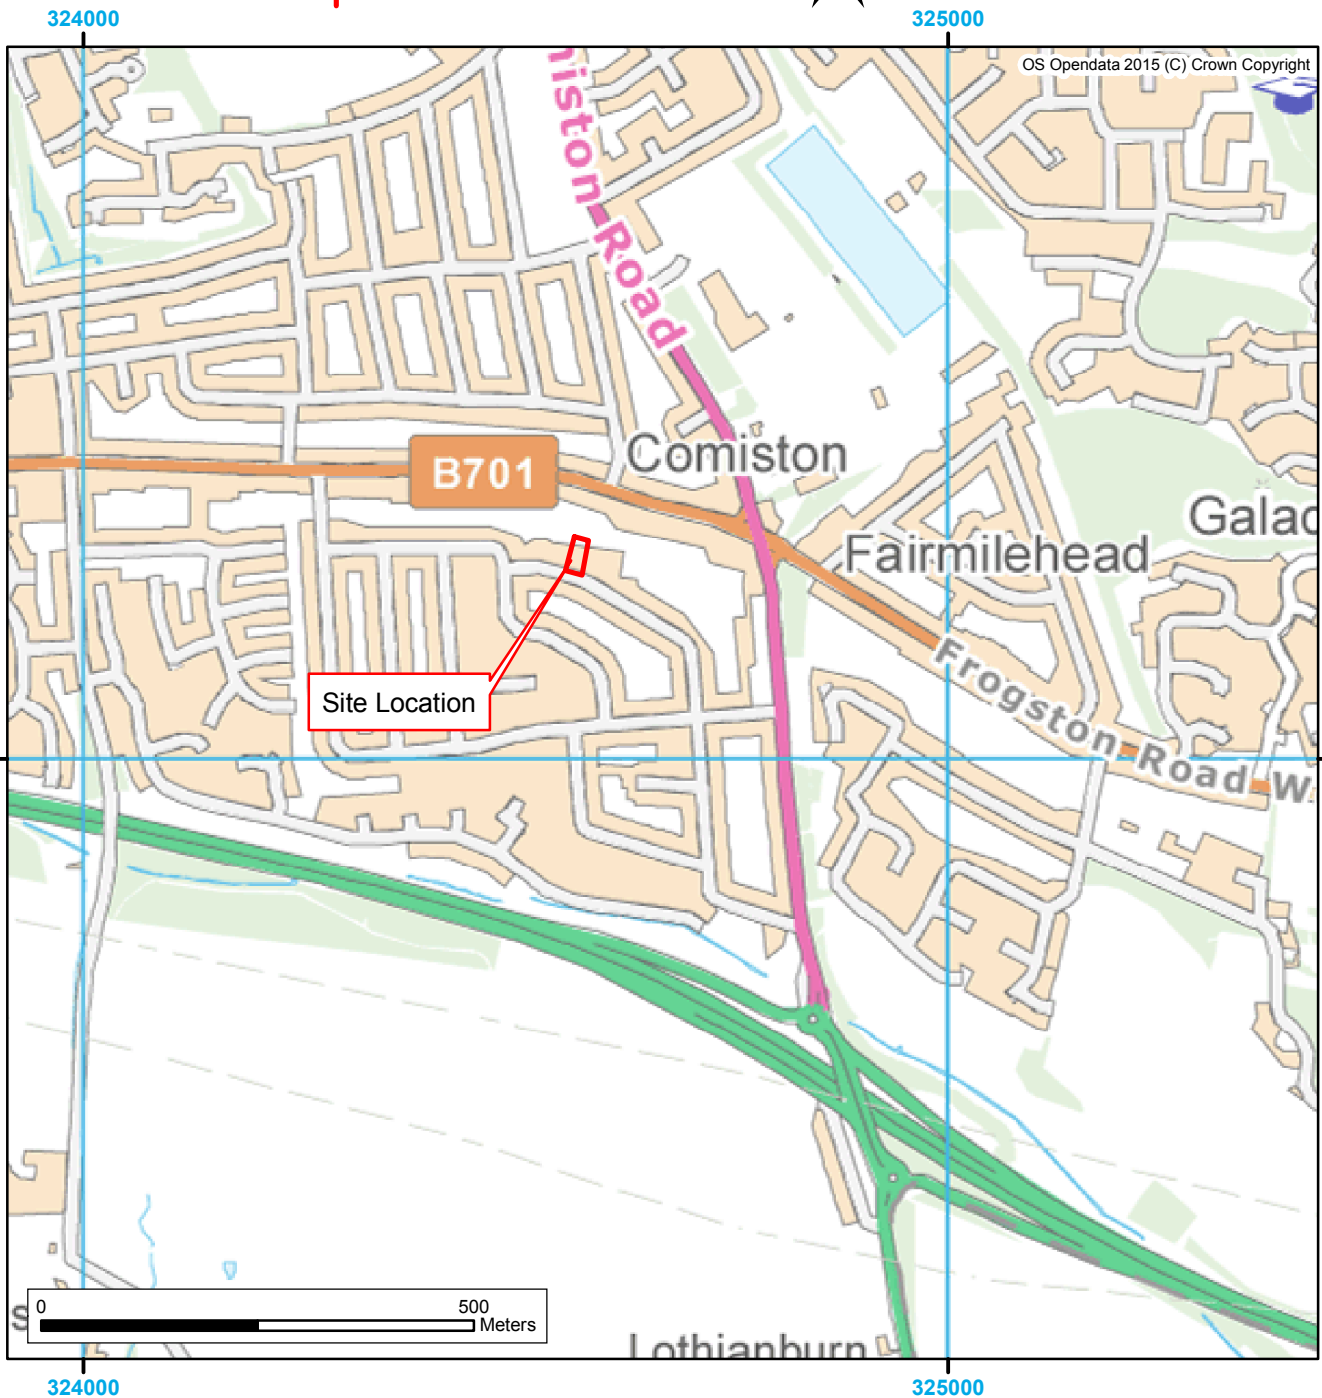 324000
325000
OS Opendata 2015 (C) Crown Copyright
miston Road
B701
Comiston
Galac
Fairmilehead
Frogston Road W
Site Location
0
500
Meters
s
Lothianburn
324000
325000